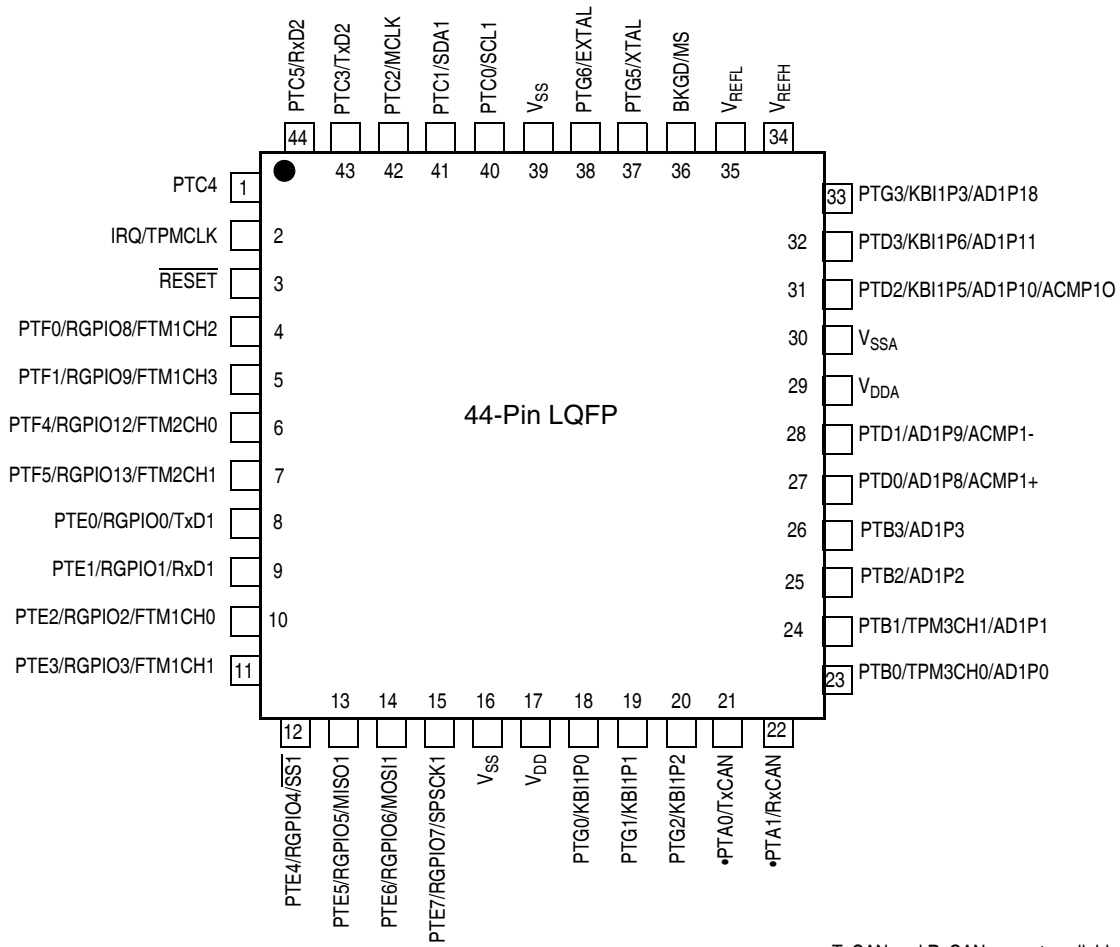 PTC5/RxD2
PTC3/TxD2
PTC2/MCLK
PTC1/SDA1
PTC0/SCL1
VSS
PTG6/EXTAL
PTG5/XTAL
BKGD/MS
VREFL
VREFH
44
43
42
41
40
39
38
37
36
35
34
PTC4 1
IRQ/TPMCLK 2
RESET 3
PTF0/RGPIO8/FTM1CH2 4
PTF1/RGPIO9/FTM1CH3 5
PTF4/RGPIO12/FTM2CH0 6
PTF5/RGPIO13/FTM2CH1 7
PTE0/RGPIO0/TxD1 8
PTE1/RGPIO1/RxD1 9
PTE2/RGPIO2/FTM1CH0 10
PTE3/RGPIO3/FTM1CH1 11
44-Pin LQFP
33 PTG3/KBI1P3/AD1P18
32 PTD3/KBI1P6/AD1P11
31 PTD2/KBI1P5/AD1P10/ACMP1O
30 VSSA
29 VDDA
28 PTD1/AD1P9/ACMP1-
27 PTD0/AD1P8/ACMP1+
26 PTB3/AD1P3
25 PTB2/AD1P2
24 PTB1/TPM3CH1/AD1P1
23 PTB0/TPM3CH0/AD1P0
12
13
14
15
16
17
18
19
20
21
22
PTE4/RGPIO4/SS1
PTE5/RGPIO5/MISO1
PTE6/RGPIO6/MOSI1
PTE7/RGPIO7/SPSCK1
VSS
VDD
PTG0/KBI1P0
PTG1/KBI1P1
PTG2/KBI1P2
•PTA0/TxCAN
•PTA1/RxCAN